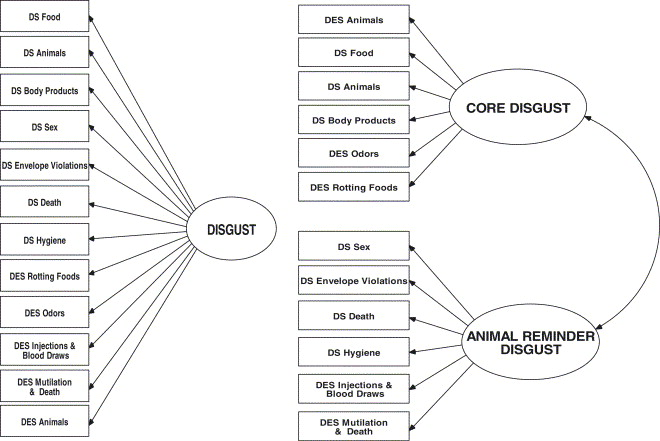 DS Food
DS Animals
DS Body Products
DS Sex
DS Envelope Violations
DS Death
DS Hygiene
DES Rotting Foods
DES Odors
DES Injections &
Blood Draws
DES Mutilation
& Death
DES Animals
DISGUST
DES Animals
DS Food
DS Animals
DS Body Products
DES Odors
DES Rotting Foods
CORE DISGUST
DS Sex
DS Envelope Violations
DS Death
DS Hygiene
DES Injections &
Blood Draws
DES Mutilation
& Death
ANIMAL REMINDER
DISGUST